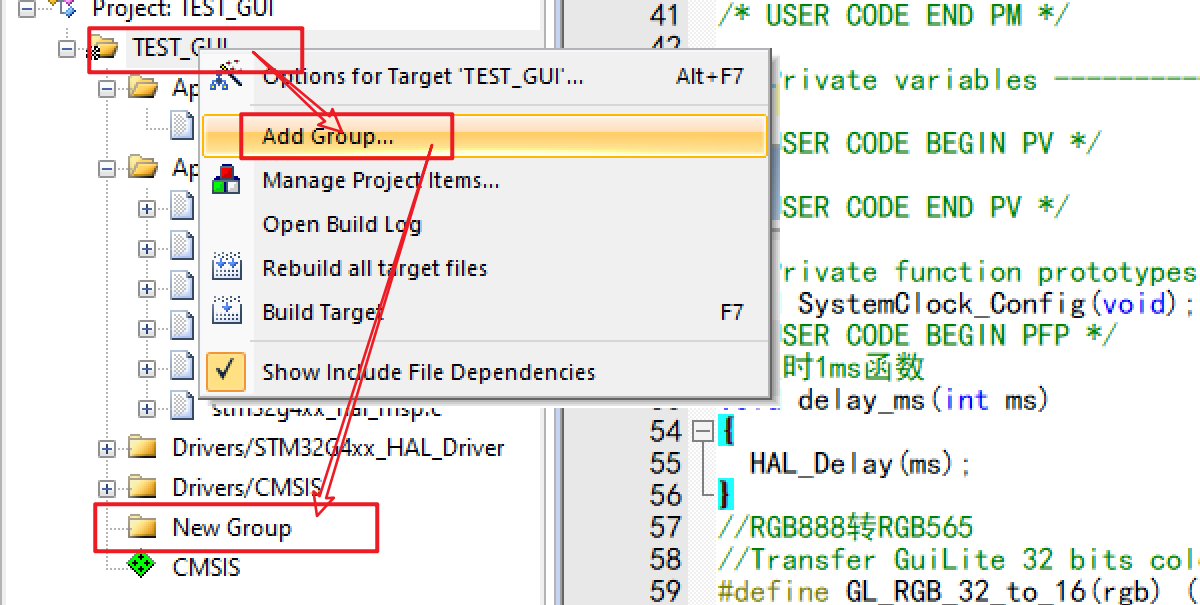 Project: TEST_GUI
TEST_GUI
Ap
Ap
stm32g4xx_hal_msp.c
Drivers/STM32G4xx_HAL_Driver
Drivers/CMSIS
New Group
CMSIS
Options for Target 'TEST_GUI'... Alt+F7
Add Group...
Manage Project Items...
Open Build Log
Rebuild all target files
Build Target F7
Show Include File Dependencies
41 /* USER CODE END PM */
42
rivate variables ----------
SER CODE BEGIN PV */
SER CODE END PV */
rivate function prototypes
SystemClock_Config(void);
SER CODE BEGIN PFP */
时1ms函数
void delay_ms(int ms)
54 {
55 HAL_Delay(ms);
56 }
57 //RGB888转RGB565
58 //Transfer GuiLite 32 bits col
59 #define GL_RGB_32_to_16(rgb) (